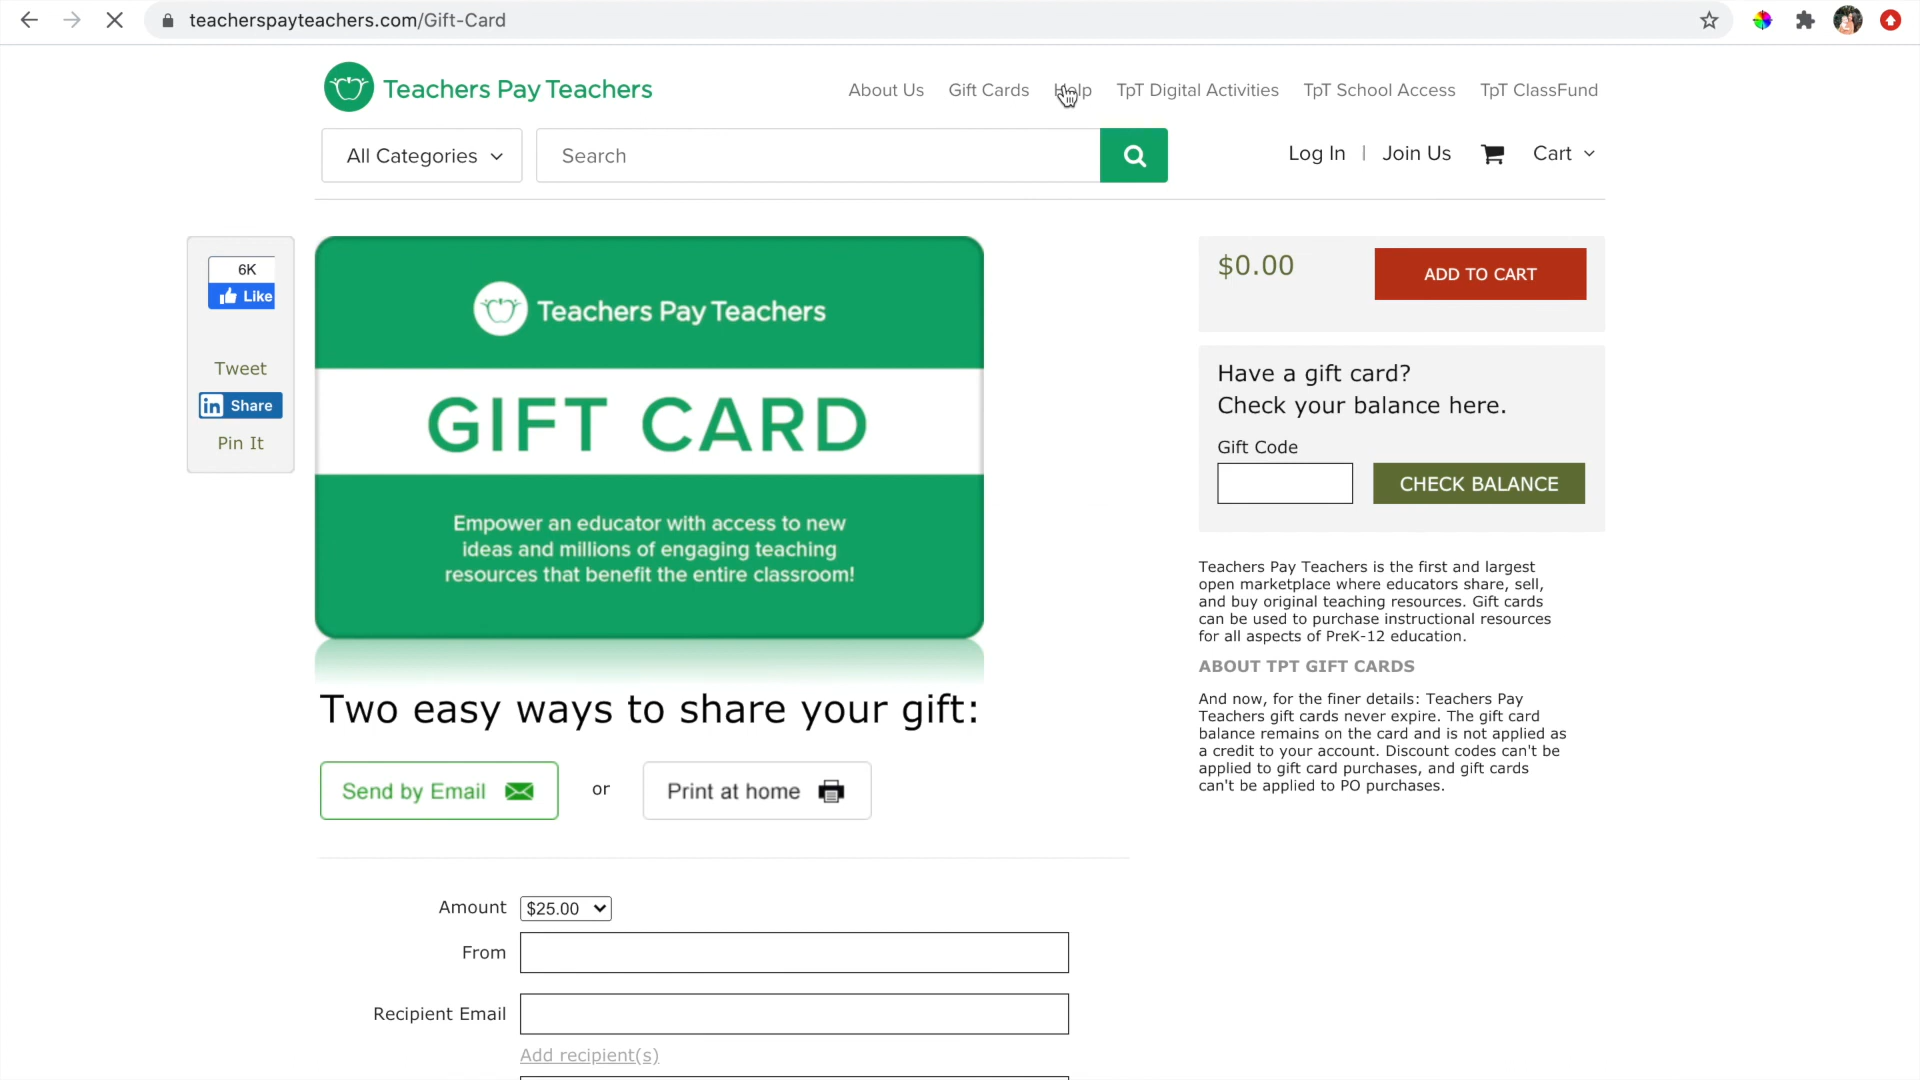 teacherspayteachers.com/Gift-Card
Teachers Pay Teachers
About Us
Gift Cards
Help
TpT Digital Activities
TpT School Access
TpT ClassFund
All Categories
Search
Log In | Join Us
Cart
6K
Like
Tweet
in Share
Pin It
Teachers Pay Teachers
GIFT CARD
Empower an educator with access to new
ideas and millions of engaging teaching
resources that benefit the entire classroom!
Two easy ways to share your gift:
Send by Email
or
Print at home
Amount
$25.00
From
Recipient Email
Add recipient(s)
$0.00
ADD TO CART
Have a gift card?
Check your balance here.
Gift Code
CHECK BALANCE
Teachers Pay Teachers is the first and largest
open marketplace where educators share, sell,
and buy original teaching resources. Gift cards
can be used to purchase instructional resources
for all aspects of PreK-12 education.
ABOUT TPT GIFT CARDS
And now, for the finer details: Teachers Pay
Teachers gift cards never expire. The gift card
balance remains on the card and is not applied as
a credit to your account. Discount codes can't be
applied to gift card purchases, and gift cards
can't be applied to PO purchases.